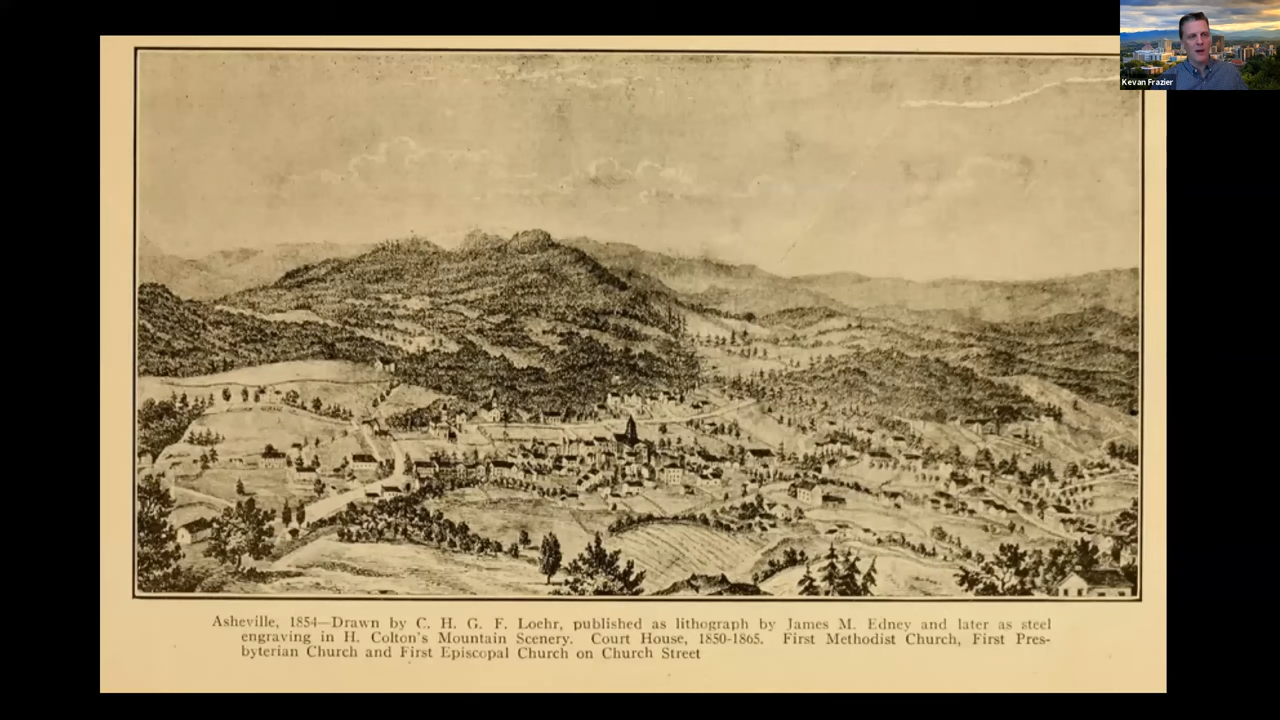 Kevan Frazier
Asheville, 1854—Drawn by C. H. G. F. Loehr, published as lithograph by James M. Edney and later as steel
engraving in H. Colton's Mountain Scenery. Court House, 1850-1865. First Methodist Church, First Pres-
byterian Church and First Episcopal Church on Church Street